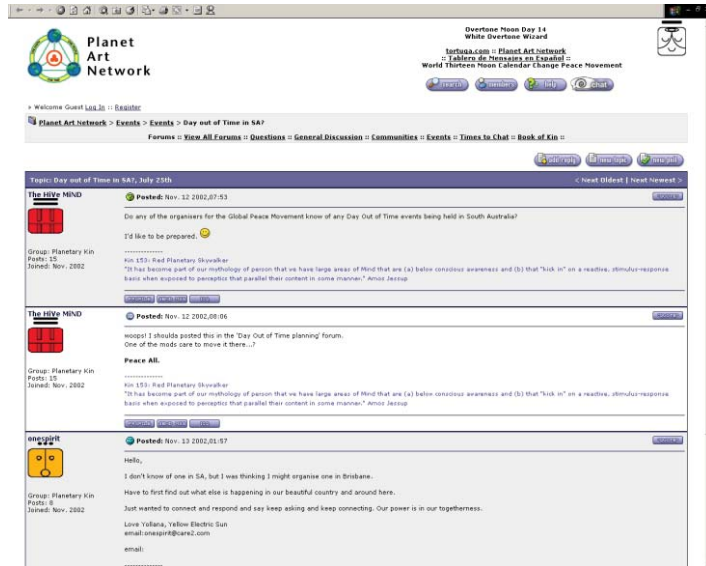 Planet
Art
Network
Overtone Moon Day 14
White Overtone Wizard
tortuga.com :: Planet Art Network
:: Tablero de Mensajes en Español ::
World Thirteen Moon Calendar Change Peace Movement
search members help chat
» Welcome Guest Log In :: Register
Planet Art Network > Events > Events > Day out of Time in SA?
Forums :: View All Forums :: Questions :: General Discussion :: Communities :: Events :: Times to Chat :: Book of Kin ::
add reply new topic new poll
Topic: Day out of Time in SA?, July 25th < Next Oldest | Next Newest >
The HiVe MiND Posted: Nov. 12 2002,07:53
Do any of the organisers for the Global Peace Movement know of any Day Out of Time events being held in South Australia?
I'd like to be prepared.
Group: Planetary Kin
Posts: 15
Joined: Nov. 2002
--------------
Kin 153: Red Planetary Skywalker
"It has become part of our mythology of person that we have large areas of Mind that are (a) below conscious awareness and (b) that "kick in" on a reactive, stimulus-response
basis when exposed to perceptics that parallel their content in some manner." Amos Jessup
The HiVe MiND Posted: Nov. 12 2002,08:06
woops! I shoulda posted this in the 'Day Out of Time planning' forum.
One of the mods care to move it there...?
Peace All.
Group: Planetary Kin
Posts: 15
Joined: Nov. 2002
--------------
Kin 153: Red Planetary Skywalker
"It has become part of our mythology of person that we have large areas of Mind that are (a) below conscious awareness and (b) that "kick in" on a reactive, stimulus-response
basis when exposed to perceptics that parallel their content in some manner." Amos Jessup
onespirit Posted: Nov. 13 2002,01:57
Hello,
I don't know of one in SA, but I was thinking I might organise one in Brisbane.
Have to first find out what else is happening in our beautiful country and around here.
Just wanted to connect and respond and say keep asking and keep connecting. Our power is in our togetherness.
Group: Planetary Kin
Posts: 6
Joined: Nov. 2002
Love Yollana, Yellow Electric Sun
email:onespirit@care2.com
email:
--------------